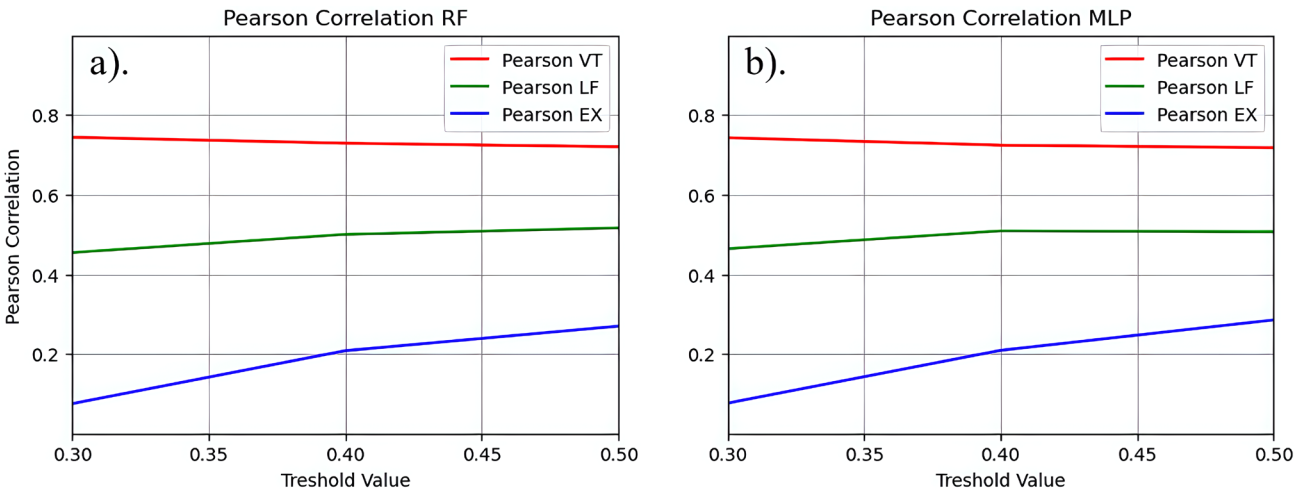 Pearson Correlation RF
a).
Pearson VT
Pearson LF
Pearson EX
0.8
0.6
0.4
0.2
Pearson Correlation
0.30 0.35 0.40 0.45 0.50
Treshold Value
Pearson Correlation MLP
b).
Pearson VT
Pearson LF
Pearson EX
0.8
0.6
0.4
0.2
0.30 0.35 0.40 0.45 0.50
Treshold Value